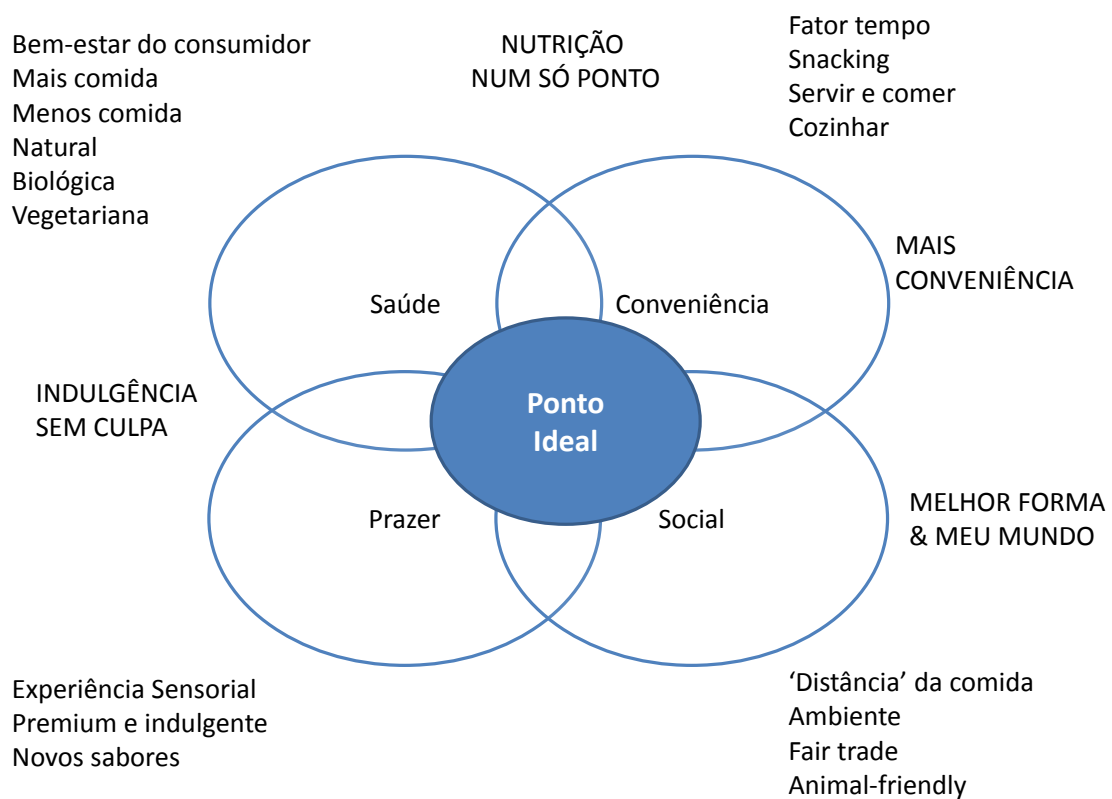 Bem-estar do consumidor
Mais comida
Menos comida
Natural
Biológica
Vegetariana
NUTRIÇÃO
NUM SÓ PONTO
Fator tempo
Snacking
Servir e comer
Cozinhar
MAIS
CONVENIÊNCIA
Saúde
Conveniência
INDULGÊNCIA
SEM CULPA
Ponto
Ideal
Prazer
Social
MELHOR FORMA
& MEU MUNDO
Experiência Sensorial
Premium e indulgente
Novos sabores
‘Distância’ da comida
Ambiente
Fair trade
Animal-friendly